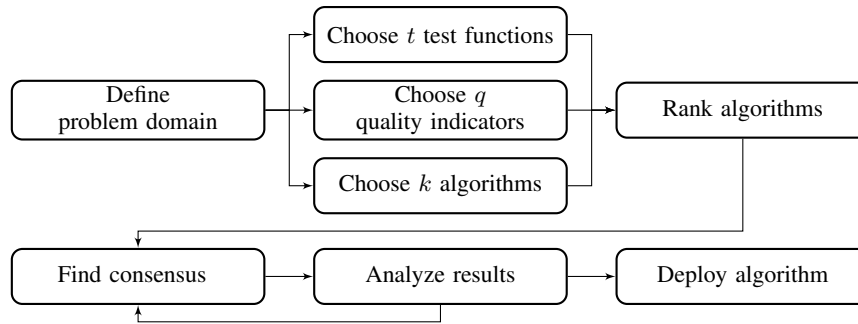 Choose t test functions
Define
problem domain
Choose q
quality indicators
Rank algorithms
Choose k algorithms
Find consensus
Analyze results
Deploy algorithm